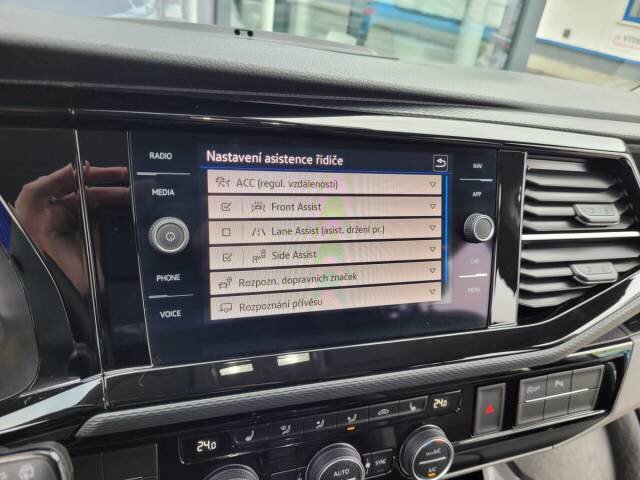 RADIO
MEDIA
PHONE
VOICE
Nastavení asistence řidiče
ACC (regul. vzdálenosti)
Front Assist
Lane Assist (asist. držení pr.)
Side Assist
Rozpozn. dopravních značek
Rozpoznání přívěsu
NAV
APP
CAR
MENU
24.0
24.0
AUTO
SYNC
A/C